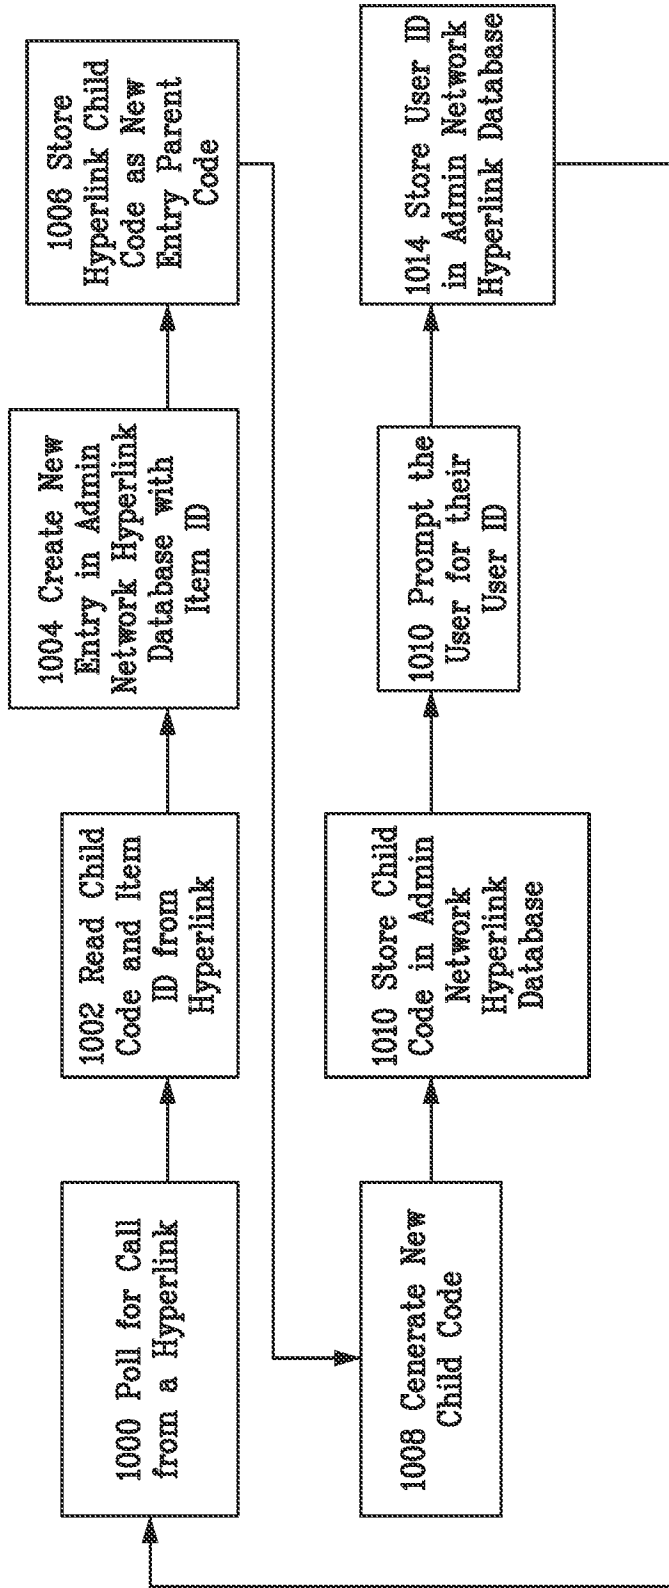 1000 Poll for Call
from a Hyperlink
1002 Read Child
Code and Item
ID from
Hyperlink
1004 Create New
Entry in Admin
Network Hyperlink
Database with
Item ID
1006 Store
Hyperlink Child
Code as New
Entry Parent
Code
1008 Cenerate New
Child Code
1010 Store Child
Code in Admin
Network
Hyperlink
Database
1010 Prompt the
User for their
User ID
1014 Store User ID
in Admin Network
Hyperlink Database